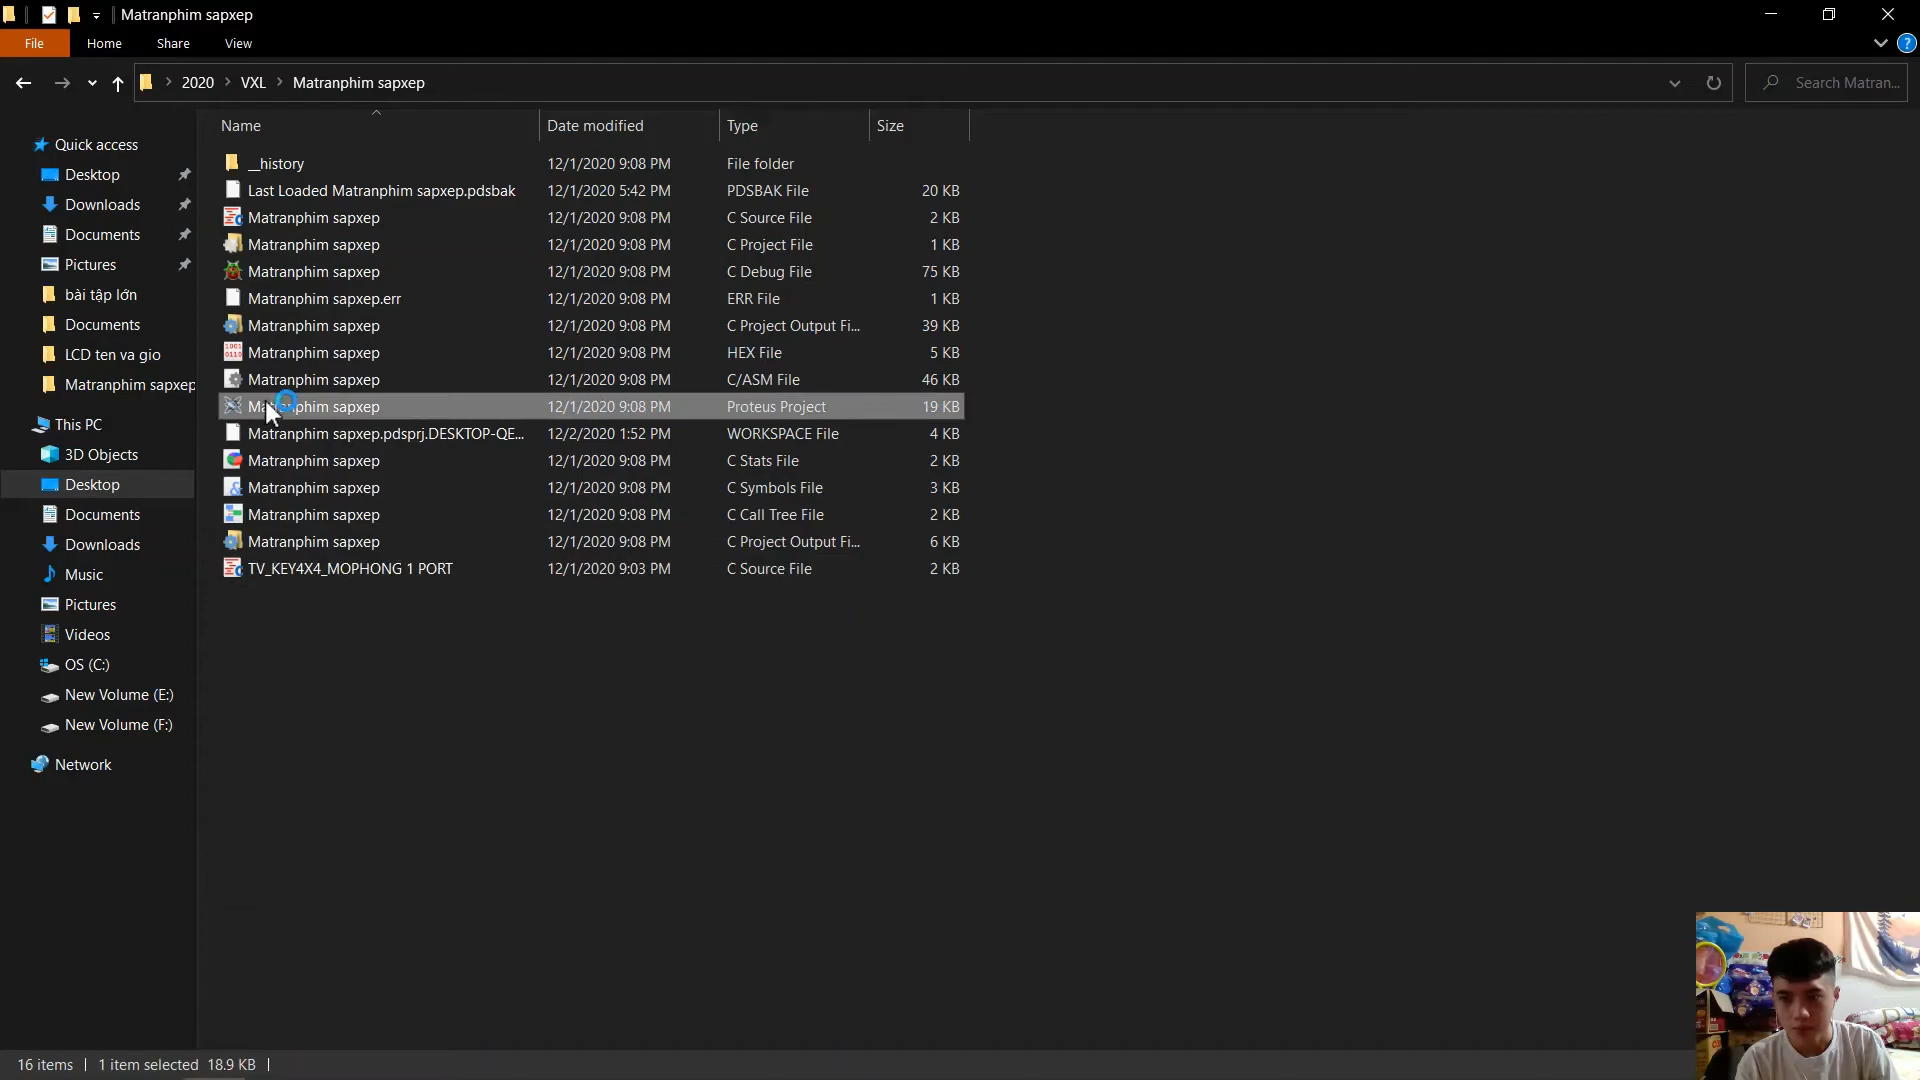 Matranphim sapxep
File Home Share View
2020 VXL Matranphim sapxep Search Matran...
Name Date modified Type Size
Quick access
Desktop
Downloads
Documents
Pictures
bài tập lớn
Documents
LCD ten va gio
Matranphim sapxep
This PC
3D Objects
Desktop
Documents
Downloads
Music
Pictures
Videos
OS (C:)
New Volume (E:)
New Volume (F:)
Network
__history 12/1/2020 9:08 PM File folder
Last Loaded Matranphim sapxep.pdsbak 12/1/2020 5:42 PM PDSBAK File 20 KB
Matranphim sapxep 12/1/2020 9:08 PM C Source File 2 KB
Matranphim sapxep 12/1/2020 9:08 PM C Project File 1 KB
Matranphim sapxep 12/1/2020 9:08 PM C Debug File 75 KB
Matranphim sapxep.err 12/1/2020 9:08 PM ERR File 1 KB
Matranphim sapxep 12/1/2020 9:08 PM C Project Output Fi... 39 KB
Matranphim sapxep 12/1/2020 9:08 PM HEX File 5 KB
Matranphim sapxep 12/1/2020 9:08 PM C/ASM File 46 KB
Matranphim sapxep 12/1/2020 9:08 PM Proteus Project 19 KB
Matranphim sapxep.pdsprj.DESKTOP-QE... 12/2/2020 1:52 PM WORKSPACE File 4 KB
Matranphim sapxep 12/1/2020 9:08 PM C Stats File 2 KB
Matranphim sapxep 12/1/2020 9:08 PM C Symbols File 3 KB
Matranphim sapxep 12/1/2020 9:08 PM C Call Tree File 2 KB
Matranphim sapxep 12/1/2020 9:08 PM C Project Output Fi... 6 KB
TV_KEY4X4_MOPHONG 1 PORT 12/1/2020 9:03 PM C Source File 2 KB
16 items 1 item selected 18.9 KB